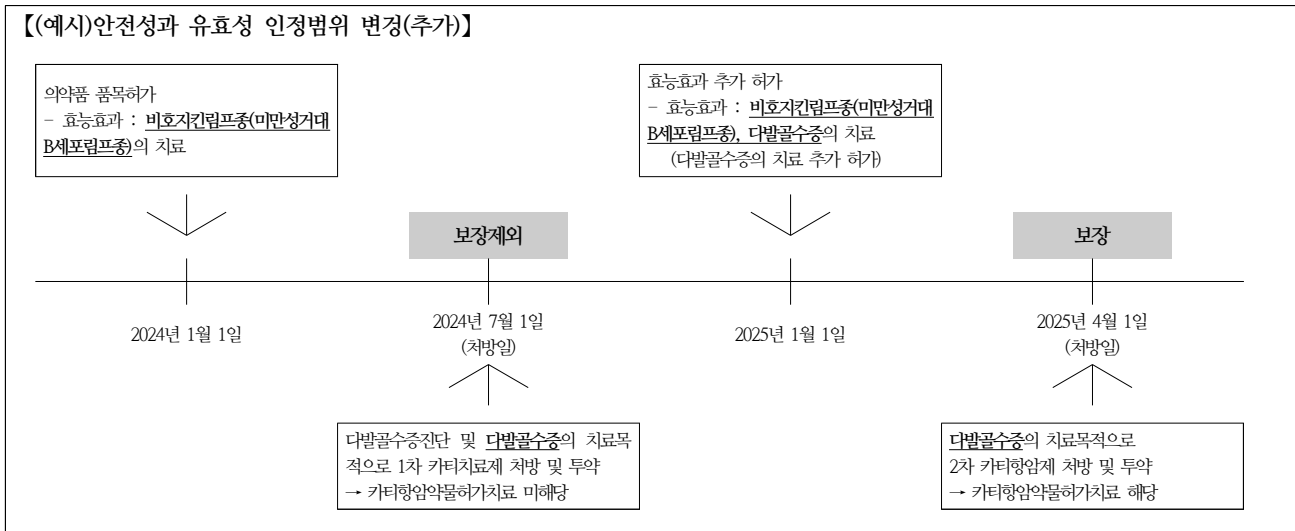 【(예시)안전성과 유효성 인정범위 변경(추가)】
의약품 품목허가
- 효능효과 : 비호지킨림프종(미만성거대
B세포림프종)의 치료
효능효과 추가 허가
- 효능효과 : 비호지킨림프종(미만성거대
B세포림프종), 다발골수증의 치료
(다발골수증의 치료 추가 허가)
보장제외
보장
2024년 1월 1일
2024년 7월 1일
(처방일)
2025년 1월 1일
2025년 4월 1일
(처방일)
다발골수증진단 및 다발골수증의 치료목
적으로 1차 카티치료제 처방 및 투약
→ 카티항암약물허가치료 미해당
다발골수증의 치료목적으로
2차 카티항암제 처방 및 투약
→ 카티항암약물허가치료 해당